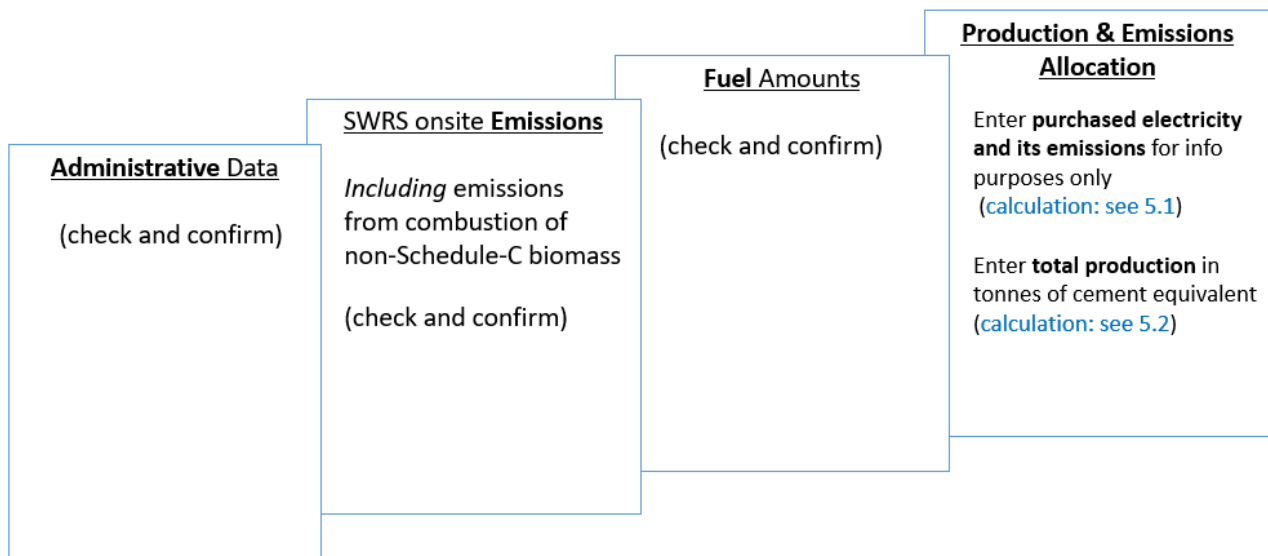 Administrative Data
(check and confirm)
SWRS onsite Emissions
Including emissions
from combustion of
non-Schedule-C biomass
(check and confirm)
Fuel Amounts
(check and confirm)
Production & Emissions
Allocation
Enter purchased electricity
and its emissions for info
purposes only
(calculation: see 5.1)
Enter total production in
tonnes of cement equivalent
(calculation: see 5.2)